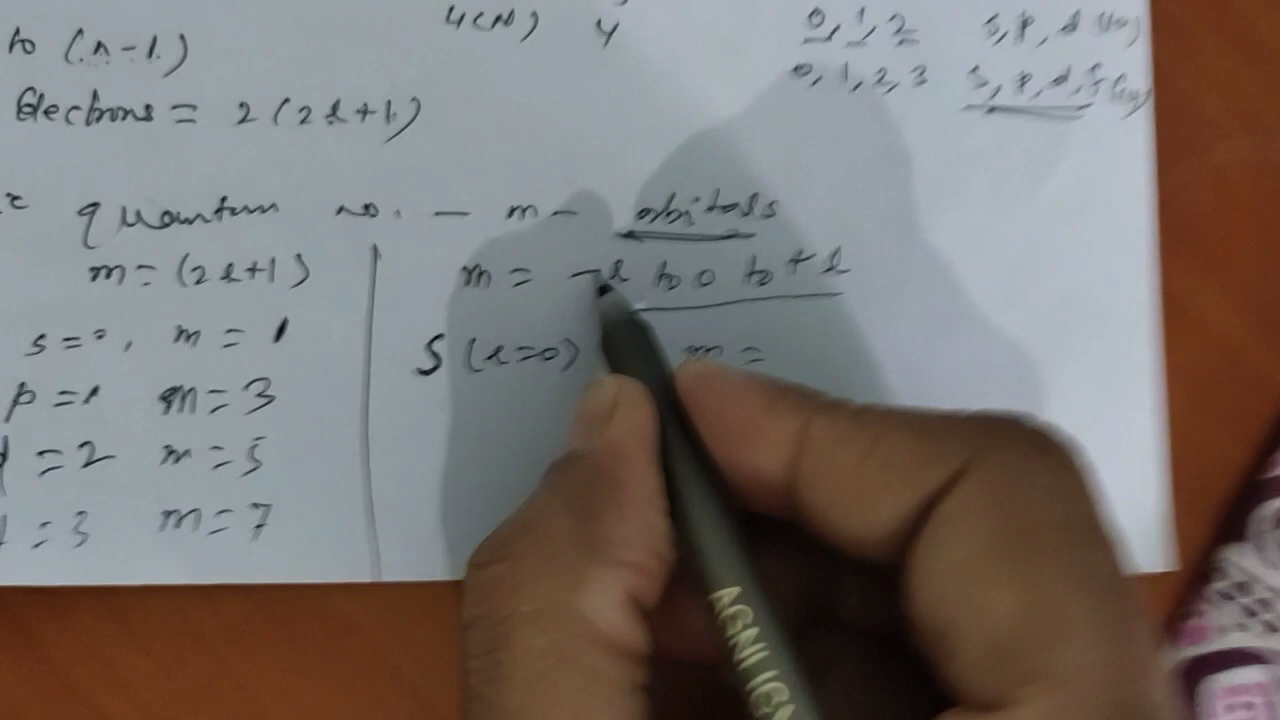 4(N) 4
0, 1, 2 s, p, d
to (n-1)
0, 1, 2, 3 s, p, d, f
Electrons = 2(2l+1)
quantum no. - m - orbitals
m = (2l+1) m = -l to 0 to +l
s = 0, m = 1 S (l=0) m =
p = 1 m = 3
= 2 m = 5
= 3 m = 7
AGNI IGN